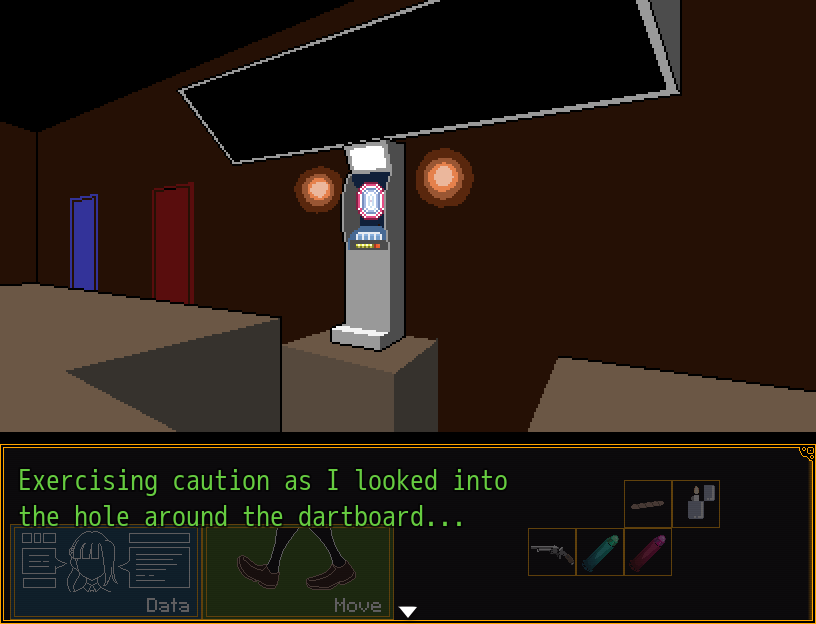 Exercising caution as I looked into
the hole around the dartboard...
Data
Move